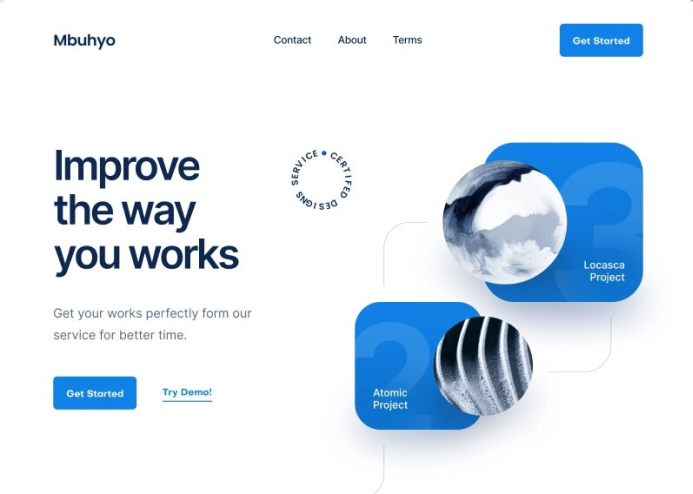 Mbuhyo
Contact
About
Terms
Get Started
Improve
the way
you works
CERTIFED DESIGNS SERVICE
Get your works perfectly form our
service for better time.
Get Started
Try Demo!
3
Locasca
Project
2
Atomic
Project